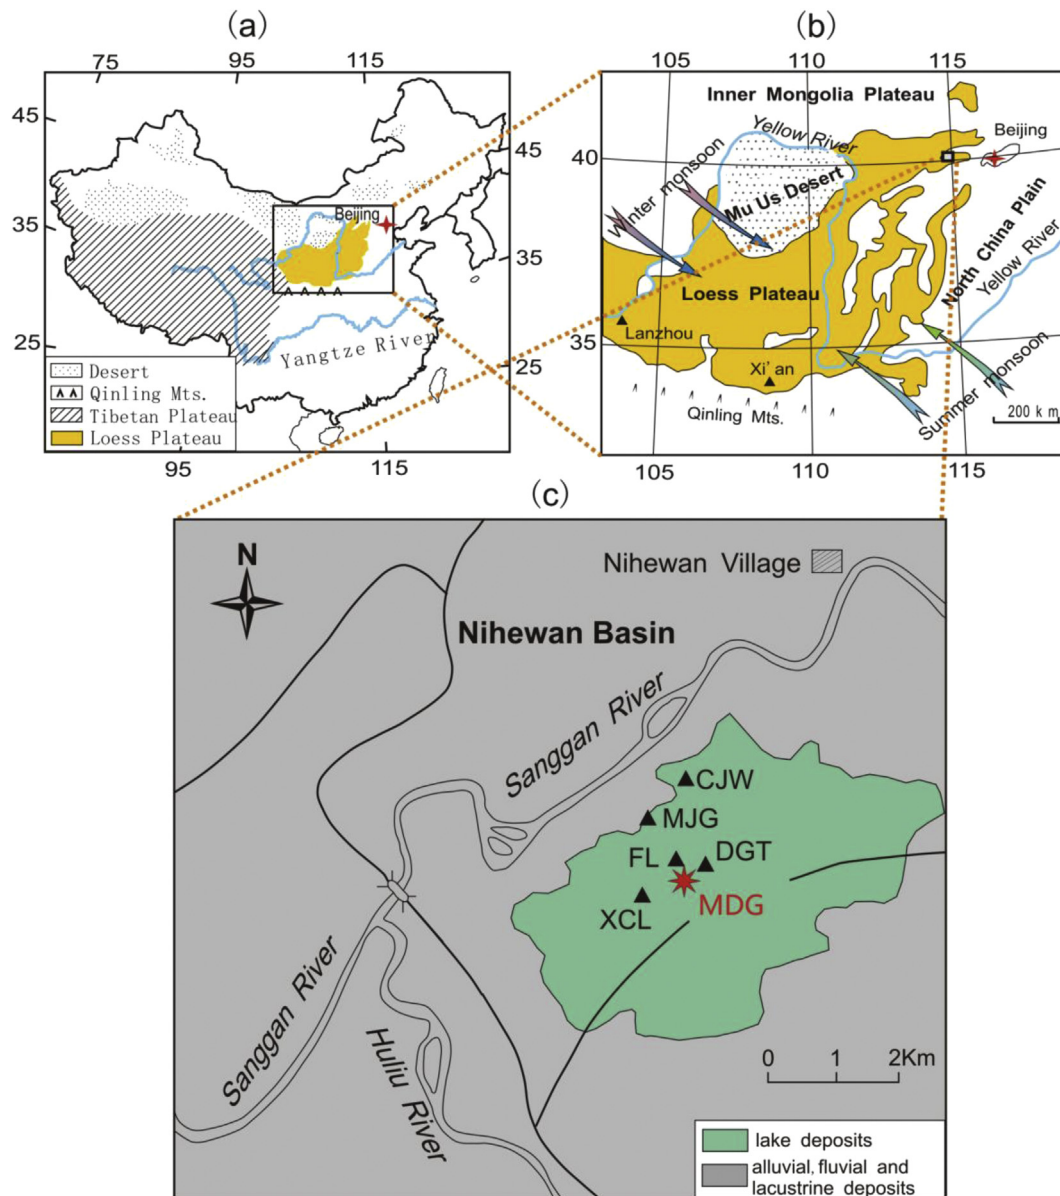 (a)
75 95 115
45
35
25
45
35
25
95 115
Beijing
Yangtze River
Desert
Qinling Mts.
Tibetan Plateau
Loess Plateau
(b)
105 110 115
40
35
105 110 115
Inner Mongolia Plateau
Yellow River
Beijing
Winter monsoon
Mu Us Desert
North China Plain
Yellow River
Loess Plateau
Lanzhou
Xi'an
Qinling Mts.
Summer monsoon
200 km
(c)
N
Nihewan Village
Nihewan Basin
Sanggan River
CJW
MJG
FL
DGT
MDG
XCL
Sanggan River
Huliu River
0 1 2Km
lake deposits
alluvial, fluvial and
lacustrine deposits